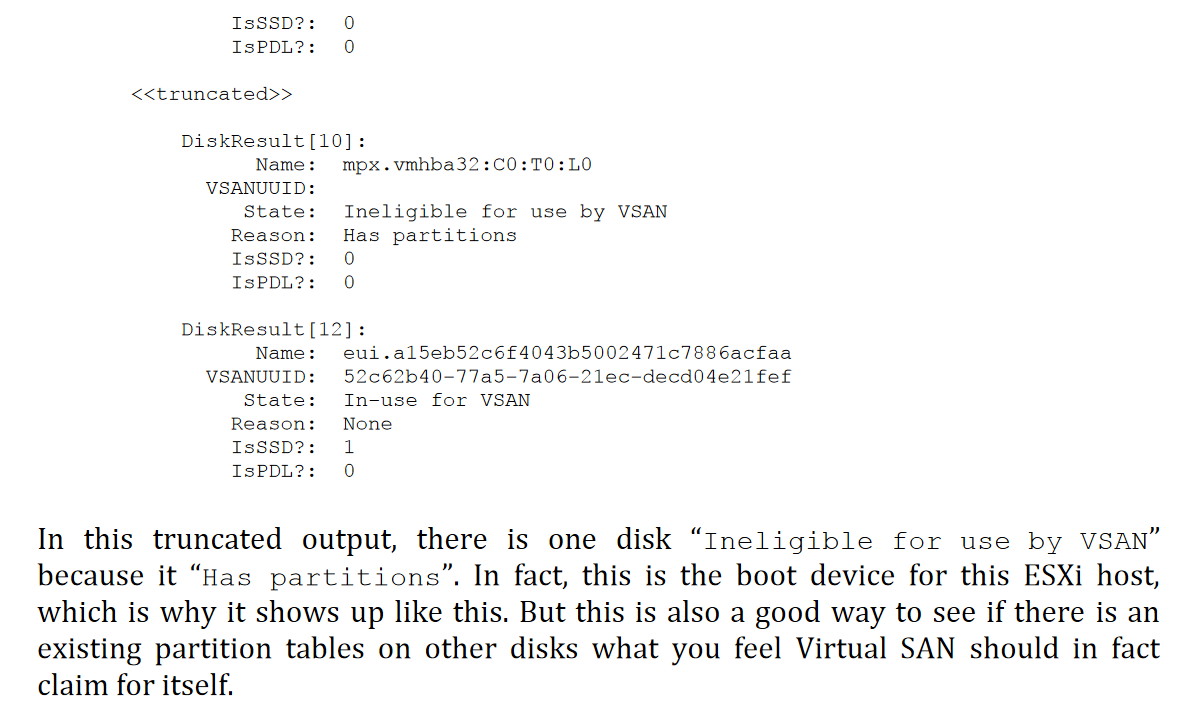 IsSSD?: 0
IsPDL?: 0
<<truncated>>
DiskResult[10]:
Name: mpx.vmhba32:C0:T0:L0
VSANUUID:
State: Ineligible for use by VSAN
Reason: Has partitions
IsSSD?: 0
IsPDL?: 0
DiskResult[12]:
Name: eui.a15eb52c6f4043b5002471c7886acfaa
VSANUUID: 52c62b40-77a5-7a06-21ec-decd04e21fef
State: In-use for VSAN
Reason: None
IsSSD?: 1
IsPDL?: 0
In this truncated output, there is one disk “Ineligible for use by VSAN”
because it “Has partitions”. In fact, this is the boot device for this ESXi host,
which is why it shows up like this. But this is also a good way to see if there is an
existing partition tables on other disks what you feel Virtual SAN should in fact
claim for itself.